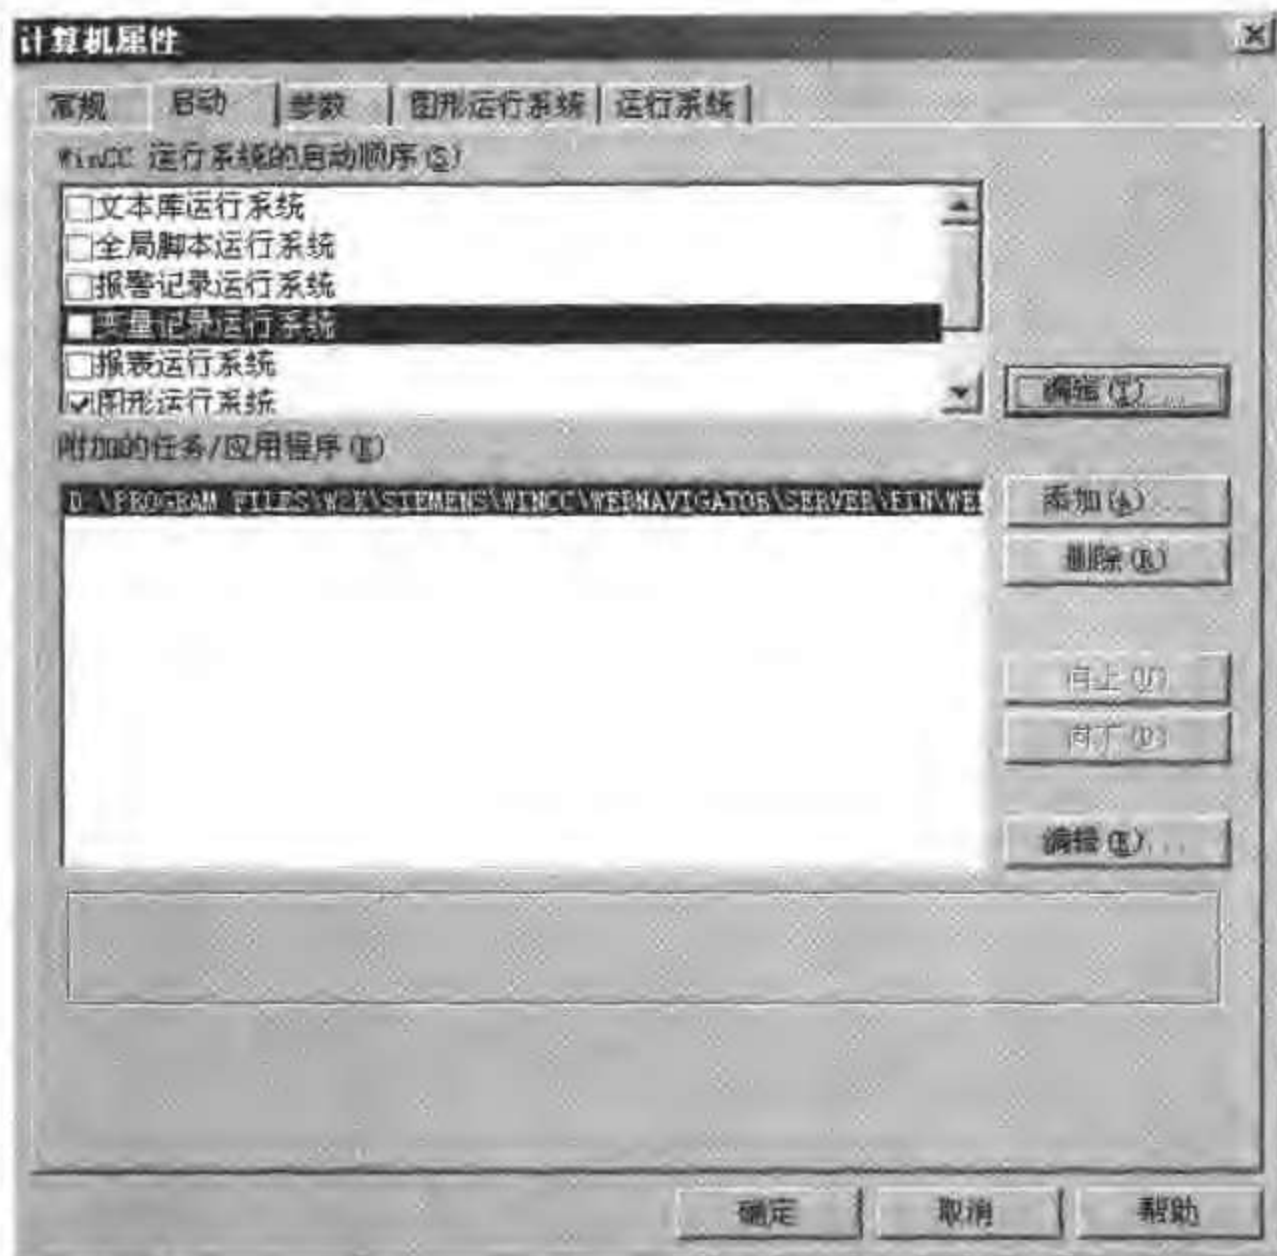 计算机属性
常规 启动 参数 图形运行系统 运行系统
WinCC 运行系统的启动顺序(S)
文本库运行系统
全局脚本运行系统
报警记录运行系统
变量记录运行系统
报表运行系统
图形运行系统
编辑(T)...
附加的任务/应用程序(E)
\PROGRAM FILES\ \SIEMENS\WINCC\WEBNAVIGATOR\SERVER\
添加(A)...
删除(R)
向上(U)
向下(D)
编辑(E)...
确定 取消 帮助